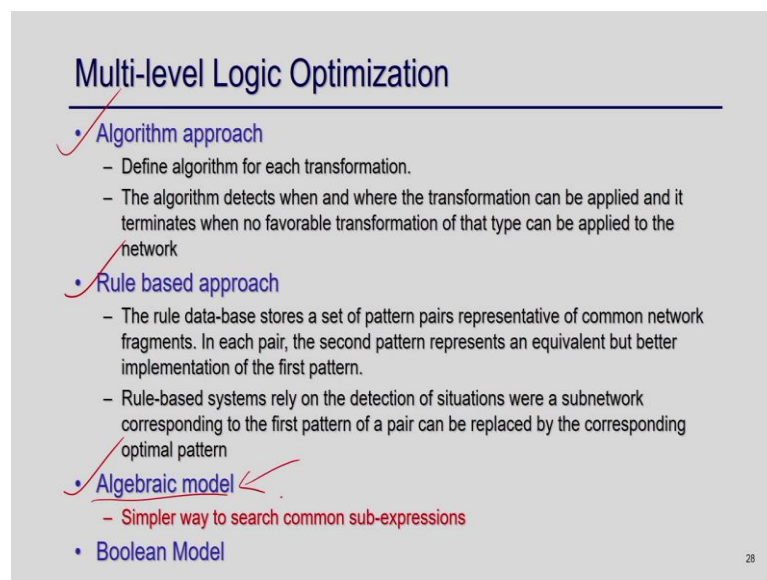 Multi-level Logic Optimization
• Algorithm approach
– Define algorithm for each transformation.
– The algorithm detects when and where the transformation can be applied and it
terminates when no favorable transformation of that type can be applied to the
network
• Rule based approach
– The rule data-base stores a set of pattern pairs representative of common network
fragments. In each pair, the second pattern represents an equivalent but better
implementation of the first pattern.
– Rule-based systems rely on the detection of situations were a subnetwork
corresponding to the first pattern of a pair can be replaced by the corresponding
optimal pattern
• Algebraic model
– Simpler way to search common sub-expressions
• Boolean Model
28